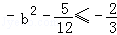 - b² - 5/12 ≤ - 2/3